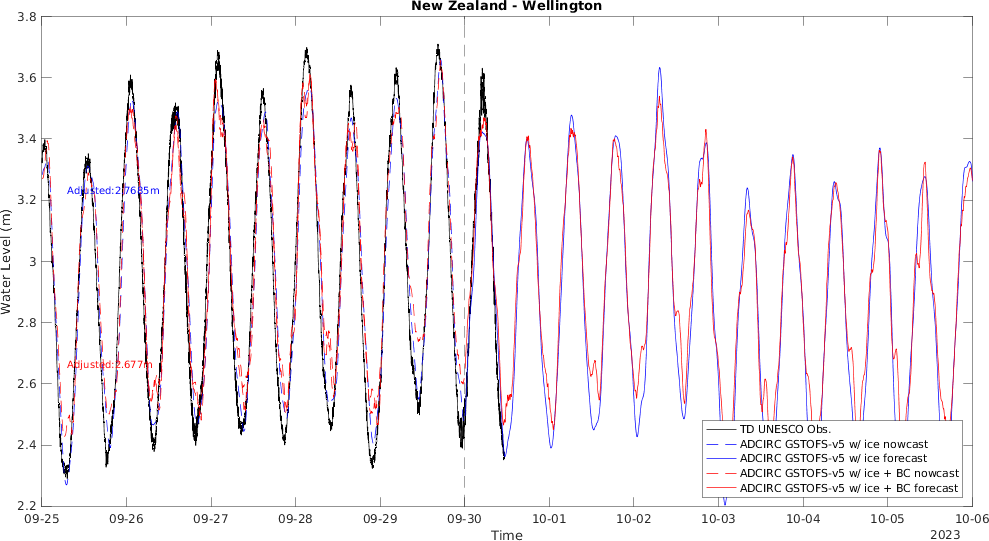 New Zealand - Wellington
3.8
3.6
3.4
3.2
3
2.8
2.6
2.4
2.2
Water Level (m)
Adjusted:2.7685m
Adjusted:2.677m
TD UNESCO Obs.
ADCIRC GSTOFS-v5 w/ ice nowcast
ADCIRC GSTOFS-v5 w/ ice forecast
ADCIRC GSTOFS-v5 w/ ice + BC nowcast
ADCIRC GSTOFS-v5 w/ ice + BC forecast
09-25 09-26 09-27 09-28 09-29 09-30 10-01 10-02 10-03 10-04 10-05 10-06
Time
2023